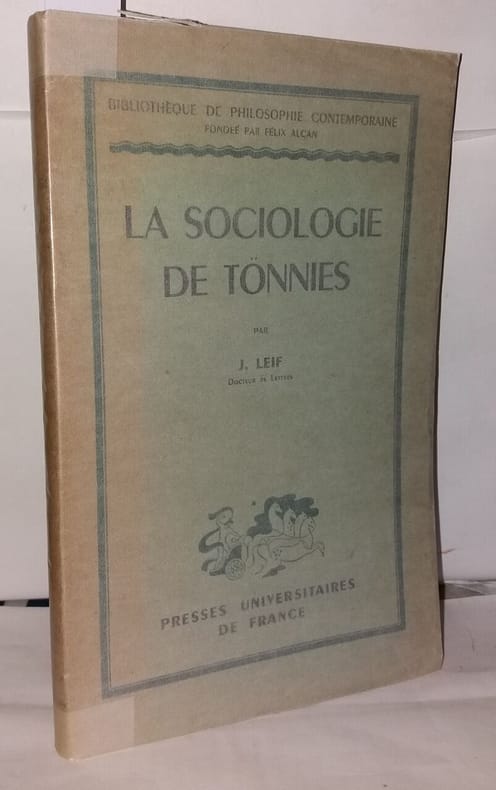 BIBLIOTHÈQUE DE PHILOSOPHIE CONTEMPORAINE
FONDÉE PAR FÉLIX ALCAN
LA SOCIOLOGIE
DE TÖNNIES
PAR
J. LEIF
DOCTEUR ÈS LETTRES
PRESSES UNIVERSITAIRES
DE FRANCE